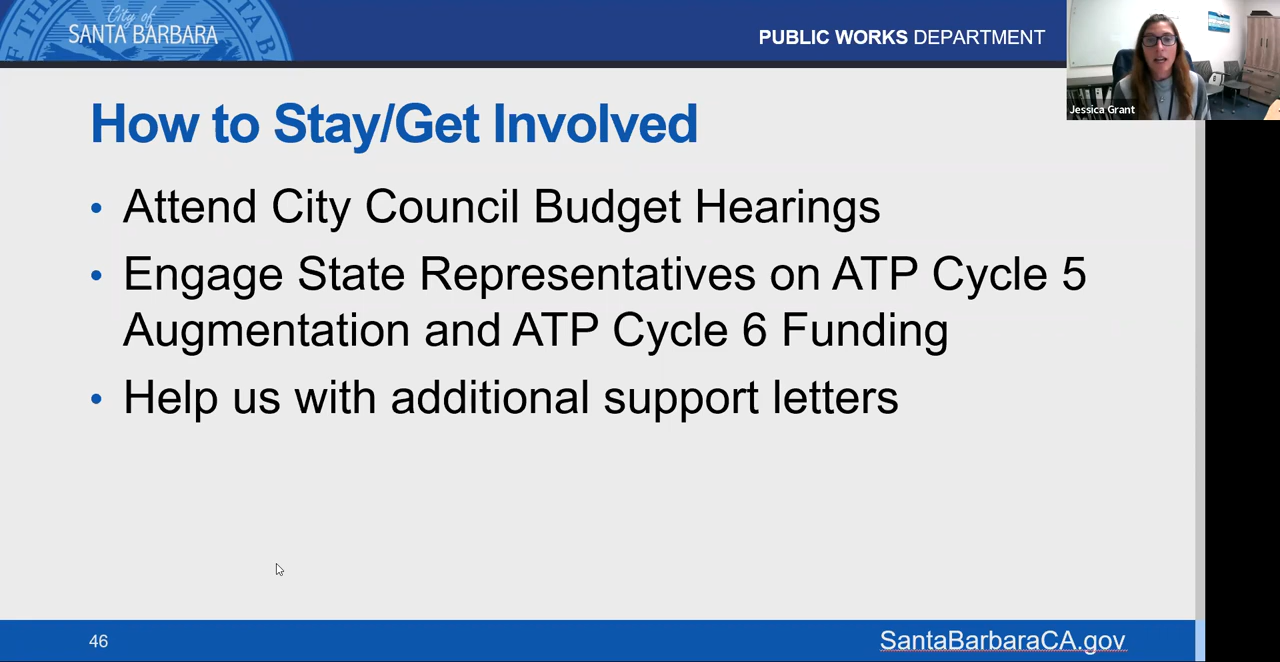 City of
SANTA BARBARA
PUBLIC WORKS DEPARTMENT
Jessica Grant
How to Stay/Get Involved
• Attend City Council Budget Hearings
• Engage State Representatives on ATP Cycle 5
Augmentation and ATP Cycle 6 Funding
• Help us with additional support letters
46
SantaBarbaraCA.gov